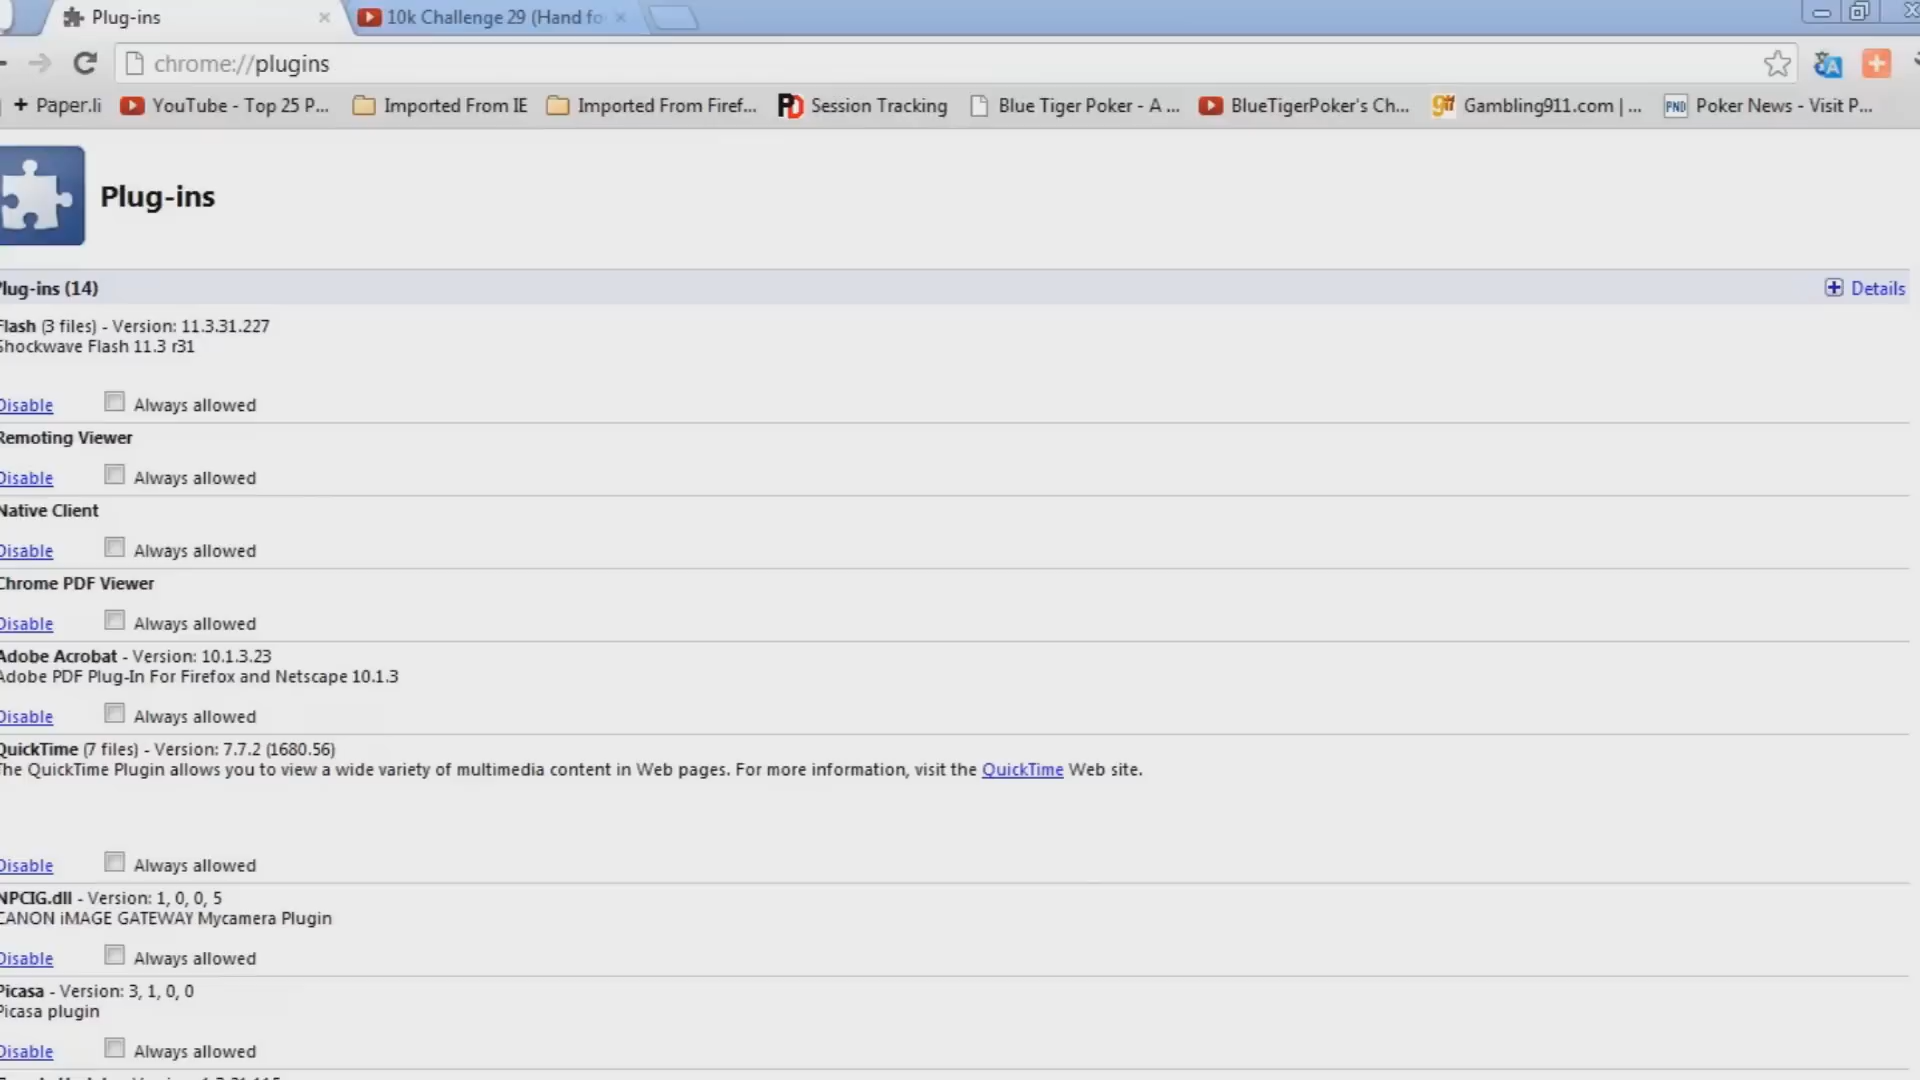 Plug-ins
10k Challenge 29 (Hand fo
chrome://plugins
+ Paper.li
YouTube - Top 25 P...
Imported From IE
Imported From Firef...
Session Tracking
Blue Tiger Poker - A ...
BlueTigerPoker's Ch...
Gambling911.com | ...
PND
Poker News - Visit P...
Plug-ins
Plug-ins (14)
Details
Flash (3 files) - Version: 11.3.31.227
Shockwave Flash 11.3 r31
Disable Always allowed
Remoting Viewer
Disable Always allowed
Native Client
Disable Always allowed
Chrome PDF Viewer
Disable Always allowed
Adobe Acrobat - Version: 10.1.3.23
Adobe PDF Plug-In For Firefox and Netscape 10.1.3
Disable Always allowed
QuickTime (7 files) - Version: 7.7.2 (1680.56)
The QuickTime Plugin allows you to view a wide variety of multimedia content in Web pages. For more information, visit the QuickTime Web site.
Disable Always allowed
NPCIG.dll - Version: 1, 0, 0, 5
CANON iMAGE GATEWAY Mycamera Plugin
Disable Always allowed
Picasa - Version: 3, 1, 0, 0
Picasa plugin
Disable Always allowed